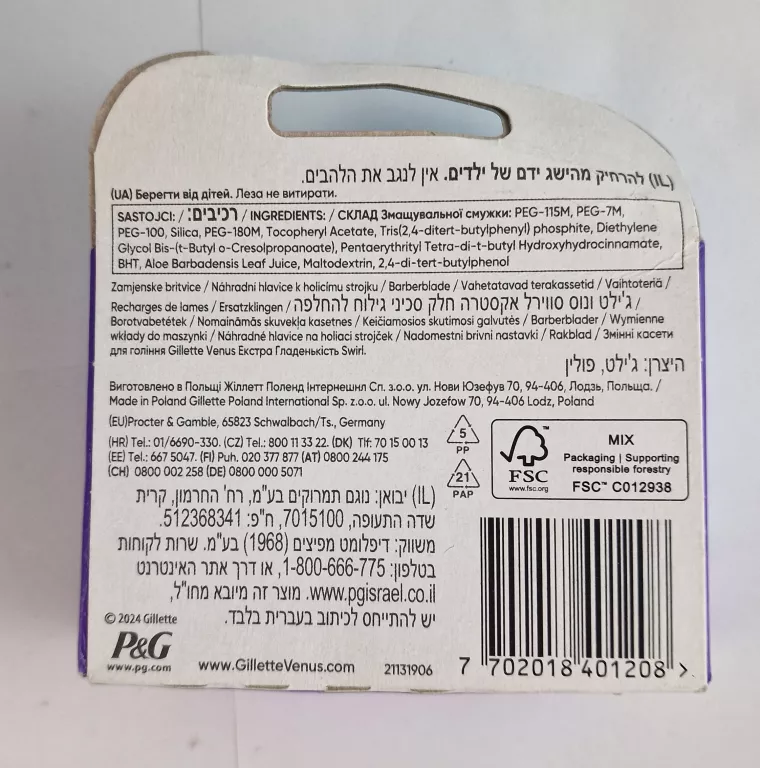 (IL) להרחיק מהישג ידם של ילדים. אין לנגב את הלהבים.
(UA) Берегти від дітей. Леза не витирати.
SASTOJCI: / רכיבים: / INGREDIENTS: / СКЛАД Змащувальної смужки: PEG-115M, PEG-7M,
PEG-100, Silica, PEG-180M, Tocopheryl Acetate, Tris(2,4-ditert-butylphenyl) phosphite, Diethylene
Glycol Bis-(t-Butyl o-Cresolpropanoate), Pentaerythrityl Tetra-di-t-butyl Hydroxyhydrocinnamate,
BHT, Aloe Barbadensis Leaf Juice, Maltodextrin, 2,4-di-tert-butylphenol
Zamjenske britvice / Náhradní hlavice k holicímu strojku / Barberblade / Vahetatavad terakassetid / Vaihtoteriä /
Recharges de lames / Ersatzklingen / ג'ילט ונוס סווירל אקסטרה חלק סכיני גילוח להחלפה /
Borotvabetétek / Nomaināmās skuvekļa kasetnes / Keičiamosios skutimosi galvutės / Barberblader / Wymienne
wkłady do maszynki / Náhradné hlavice na holiaci strojček / Nadomestni brivni nastavki / Rakblad / Змінні касети
для гоління Gillette Venus Екстра Гладенькість Swirl.
היצרן: ג'ילט, פולין
Виготовлено в Польщі Жіллетт Поленд Інтернешнл Сп. з.о.о. ул. Нови Юзефув 70, 94-406, Лодзь, Польща. /
Made in Poland Gillette Poland International Sp. z.o.o. ul. Nowy Jozefow 70, 94-406 Lodz, Poland
(EU)Procter & Gamble, 65823 Schwalbach/Ts., Germany
(HR) Tel.: 01/6690-330. (CZ) Tel.: 800 11 33 22. (DK) Tlf: 70 15 00 13
(EE) Tel.: 667 5047. (FI) Puh. 020 377 877 (AT) 0800 244 175
(CH) 0800 002 258 (DE) 0800 000 5071
5
PP
21
PAP
FSC
www.fsc.org
MIX
Packaging | Supporting
responsible forestry
FSC™ C012938
(IL) יבואן: נוגם תמרוקים בע"מ, רח' החרמון, קרית
שדה התעופה, 7015100, ח"פ: 512368341.
משווק: דיפלומט מפיצים (1968) בע"מ. שרות לקוחות
בטלפון: 1-800-666-775, או דרך אתר האינטרנט
www.pgisrael.co.il. מוצר זה מיובא מחו"ל,
יש להתייחס לכיתוב בעברית בלבד.
© 2024 Gillette
P&G
www.pg.com
www.GilletteVenus.com
21131906
7 702018 401208 >